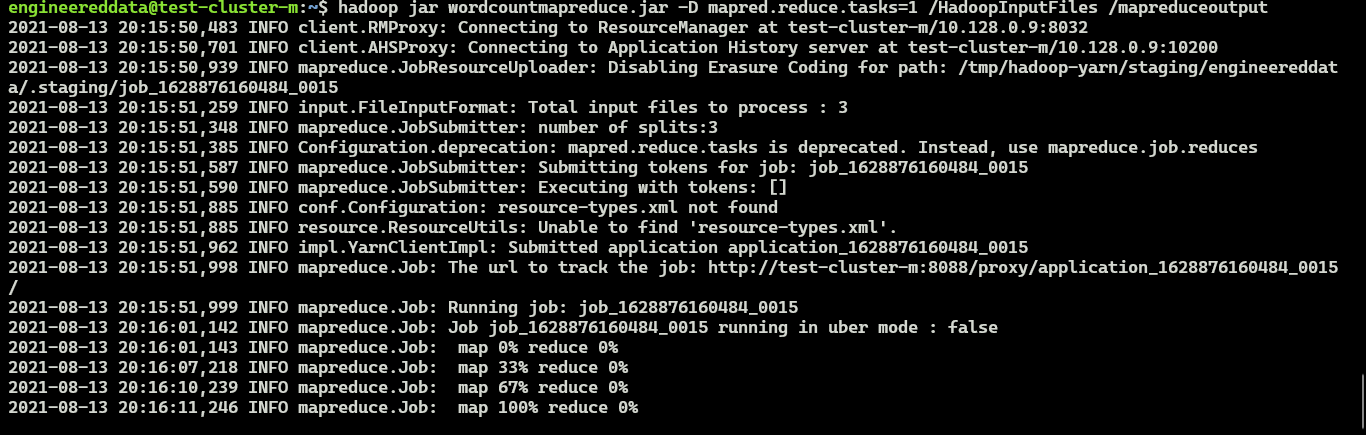 engineereddata@test-cluster-m:~$ hadoop jar wordcountmapreduce.jar -D mapred.reduce.tasks=1 /HadoopInputFiles /mapreduceoutput
2021-08-13 20:15:50,483 INFO client.RMProxy: Connecting to ResourceManager at test-cluster-m/10.128.0.9:8032
2021-08-13 20:15:50,701 INFO client.AHSProxy: Connecting to Application History server at test-cluster-m/10.128.0.9:10200
2021-08-13 20:15:50,939 INFO mapreduce.JobResourceUploader: Disabling Erasure Coding for path: /tmp/hadoop-yarn/staging/engineereddat
a/.staging/job_1628876160484_0015
2021-08-13 20:15:51,259 INFO input.FileInputFormat: Total input files to process : 3
2021-08-13 20:15:51,348 INFO mapreduce.JobSubmitter: number of splits:3
2021-08-13 20:15:51,385 INFO Configuration.deprecation: mapred.reduce.tasks is deprecated. Instead, use mapreduce.job.reduces
2021-08-13 20:15:51,587 INFO mapreduce.JobSubmitter: Submitting tokens for job: job_1628876160484_0015
2021-08-13 20:15:51,590 INFO mapreduce.JobSubmitter: Executing with tokens: []
2021-08-13 20:15:51,885 INFO conf.Configuration: resource-types.xml not found
2021-08-13 20:15:51,885 INFO resource.ResourceUtils: Unable to find 'resource-types.xml'.
2021-08-13 20:15:51,962 INFO impl.YarnClientImpl: Submitted application application_1628876160484_0015
2021-08-13 20:15:51,998 INFO mapreduce.Job: The url to track the job: http://test-cluster-m:8088/proxy/application_1628876160484_0015
/
2021-08-13 20:15:51,999 INFO mapreduce.Job: Running job: job_1628876160484_0015
2021-08-13 20:16:01,142 INFO mapreduce.Job: Job job_1628876160484_0015 running in uber mode : false
2021-08-13 20:16:01,143 INFO mapreduce.Job:  map 0% reduce 0%
2021-08-13 20:16:07,218 INFO mapreduce.Job:  map 33% reduce 0%
2021-08-13 20:16:10,239 INFO mapreduce.Job:  map 67% reduce 0%
2021-08-13 20:16:11,246 INFO mapreduce.Job:  map 100% reduce 0%